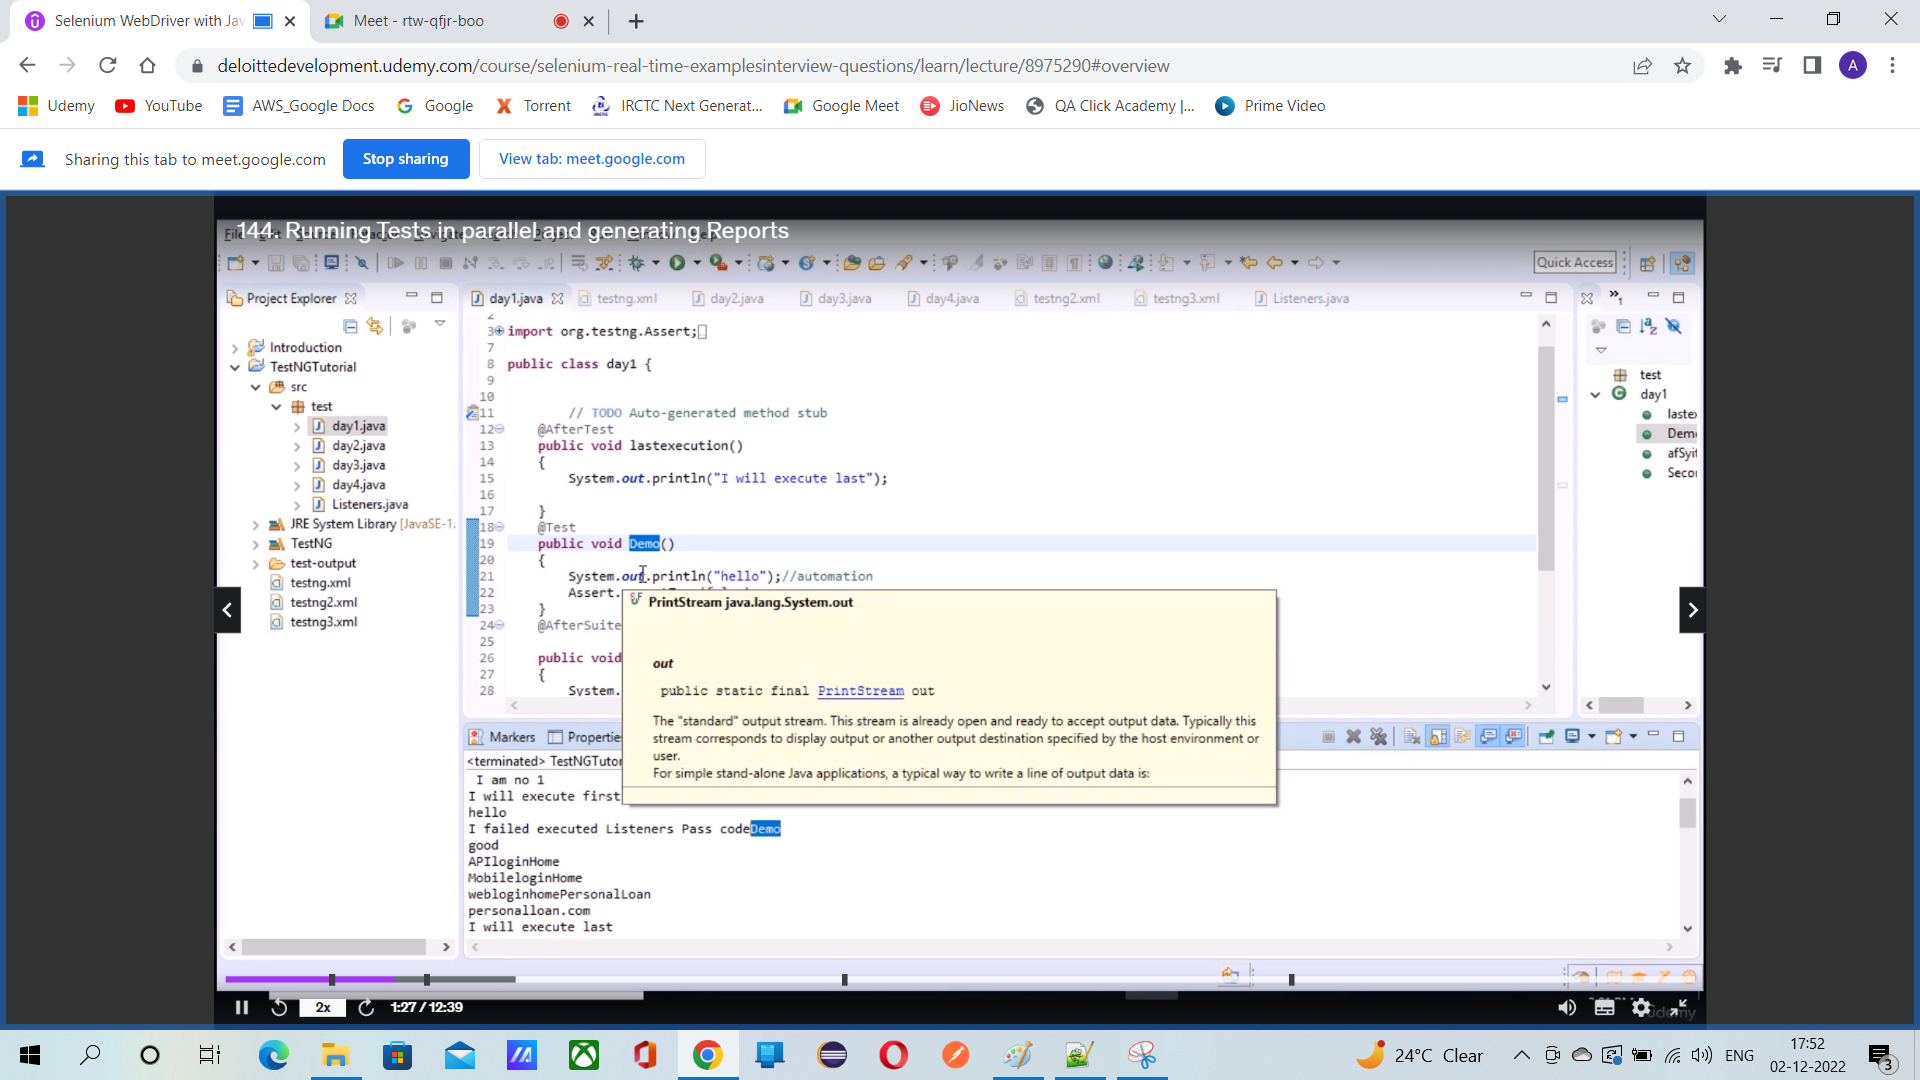 Selenium WebDriver with Jav
Meet - rtw-qfjr-boo
deloittedevelopment.udemy.com/course/selenium-real-time-examplesinterview-questions/learn/lecture/8975290#overview
A
Udemy
YouTube
AWS_Google Docs
Google
Torrent
IRCTC Next Generat...
Google Meet
JioNews
QA Click Academy |...
Prime Video
Sharing this tab to meet.google.com
Stop sharing
View tab: meet.google.com
144. Running Tests in parallel and generating Reports
Quick Access
Project Explorer
day1.java
testng.xml
day2.java
day3.java
day4.java
testng2.xml
testng3.xml
Listeners.java
Introduction
TestNGTutorial
src
test
day1.java
day2.java
day3.java
day4.java
Listeners.java
JRE System Library [JavaSE-1.
TestNG
test-output
testng.xml
testng2.xml
testng3.xml
2
3 import org.testng.Assert;
7
8 public class day1 {
9
10
11 // TODO Auto-generated method stub
12 @AfterTest
13 public void lastexecution()
14 {
15 System.out.println("I will execute last");
16
17 }
18 @Test
19 public void Demo()
20 {
21 System.out.println("hello");//automation
22 Assert.
23 }
24 @AfterSuite
25
26 public void
27 {
28 System.
PrintStream java.lang.System.out
out
public static final PrintStream out
The "standard" output stream. This stream is already open and ready to accept output data. Typically this
stream corresponds to display output or another output destination specified by the host environment or
user.
For simple stand-alone Java applications, a typical way to write a line of output data is:
test
day1
lastex
Demo
afSyit
Secor
Markers
Propertie
<terminated> TestNGTutor
I am no 1
I will execute first
hello
I failed executed Listeners Pass codeDemo
good
APIloginHome
MobileloginHome
webloginhomePersonalLoan
personalloan.com
I will execute last
2x
1:27 / 12:39
udemy
24°C Clear
ENG
17:52
02-12-2022
3